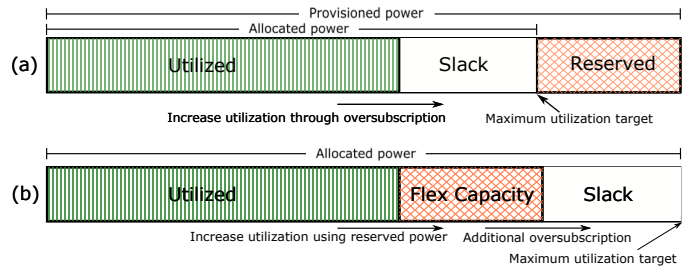 Provisioned power
Allocated power
(a)
Utilized
Slack
Reserved
Increase utilization through oversubscription
Maximum utilization target
Allocated power
(b)
Utilized
Flex Capacity
Slack
Increase utilization using reserved power
Additional oversubscription
Maximum utilization target